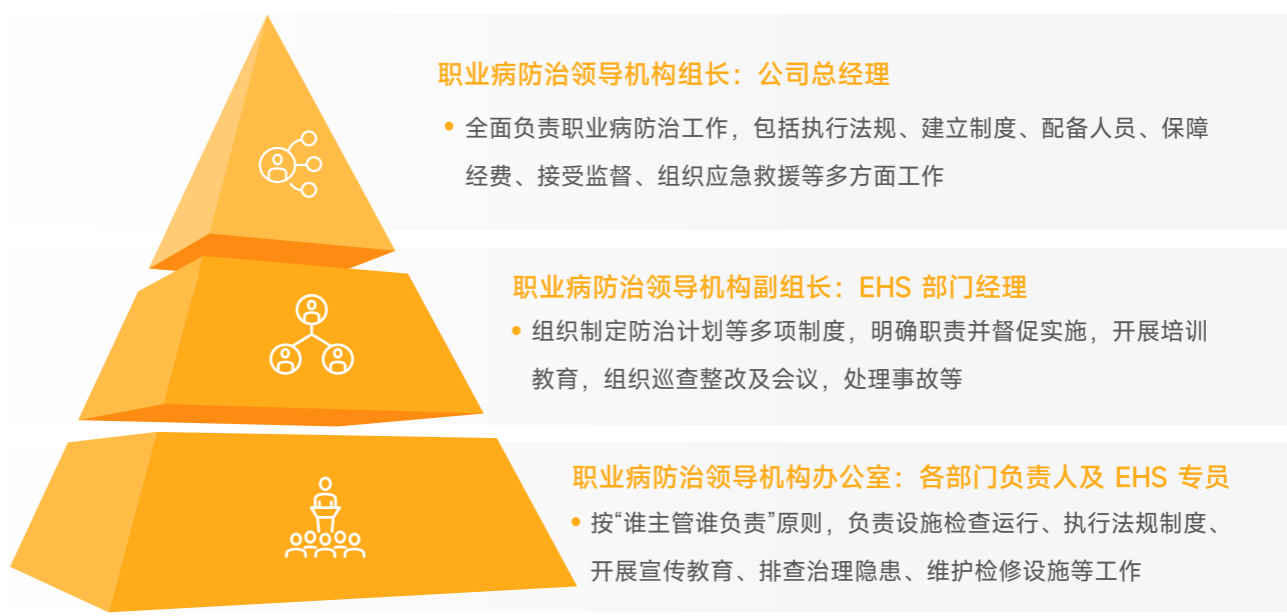 职业病防治领导机构组长：公司总经理
• 全面负责职业病防治工作，包括执行法规、建立制度、配备人员、保障
经费、接受监督、组织应急救援等多方面工作
职业病防治领导机构副组长：EHS 部门经理
• 组织制定防治计划等多项制度，明确职责并督促实施，开展培训
教育，组织巡查整改及会议，处理事故等
职业病防治领导机构办公室：各部门负责人及 EHS 专员
• 按“谁主管谁负责”原则，负责设施检查运行、执行法规制度、
开展宣传教育、排查治理隐患、维护检修设施等工作